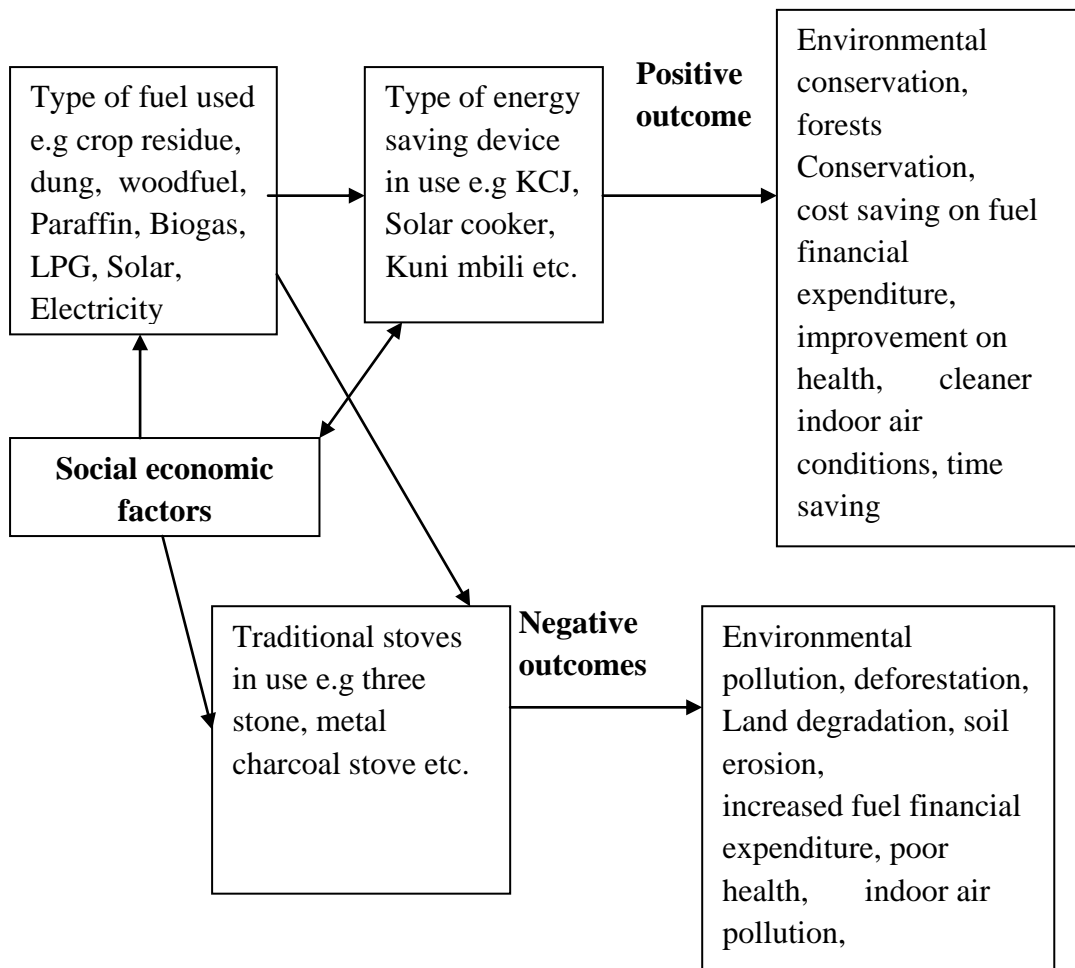 Type of fuel used
e.g crop residue,
dung, woodfuel,
Paraffin, Biogas,
LPG, Solar,
Electricity
Type of energy
saving device
in use e.g KCJ,
Solar cooker,
Kuni mbili etc.
Positive
outcome
Environmental
conservation,
forests
Conservation,
cost saving on fuel
financial
expenditure,
improvement on
health, cleaner
indoor air
conditions, time
saving
Social economic
factors
Traditional stoves
in use e.g three
stone, metal
charcoal stove etc.
Negative
outcomes
Environmental
pollution, deforestation,
Land degradation, soil
erosion,
increased fuel financial
expenditure, poor
health, indoor air
pollution,